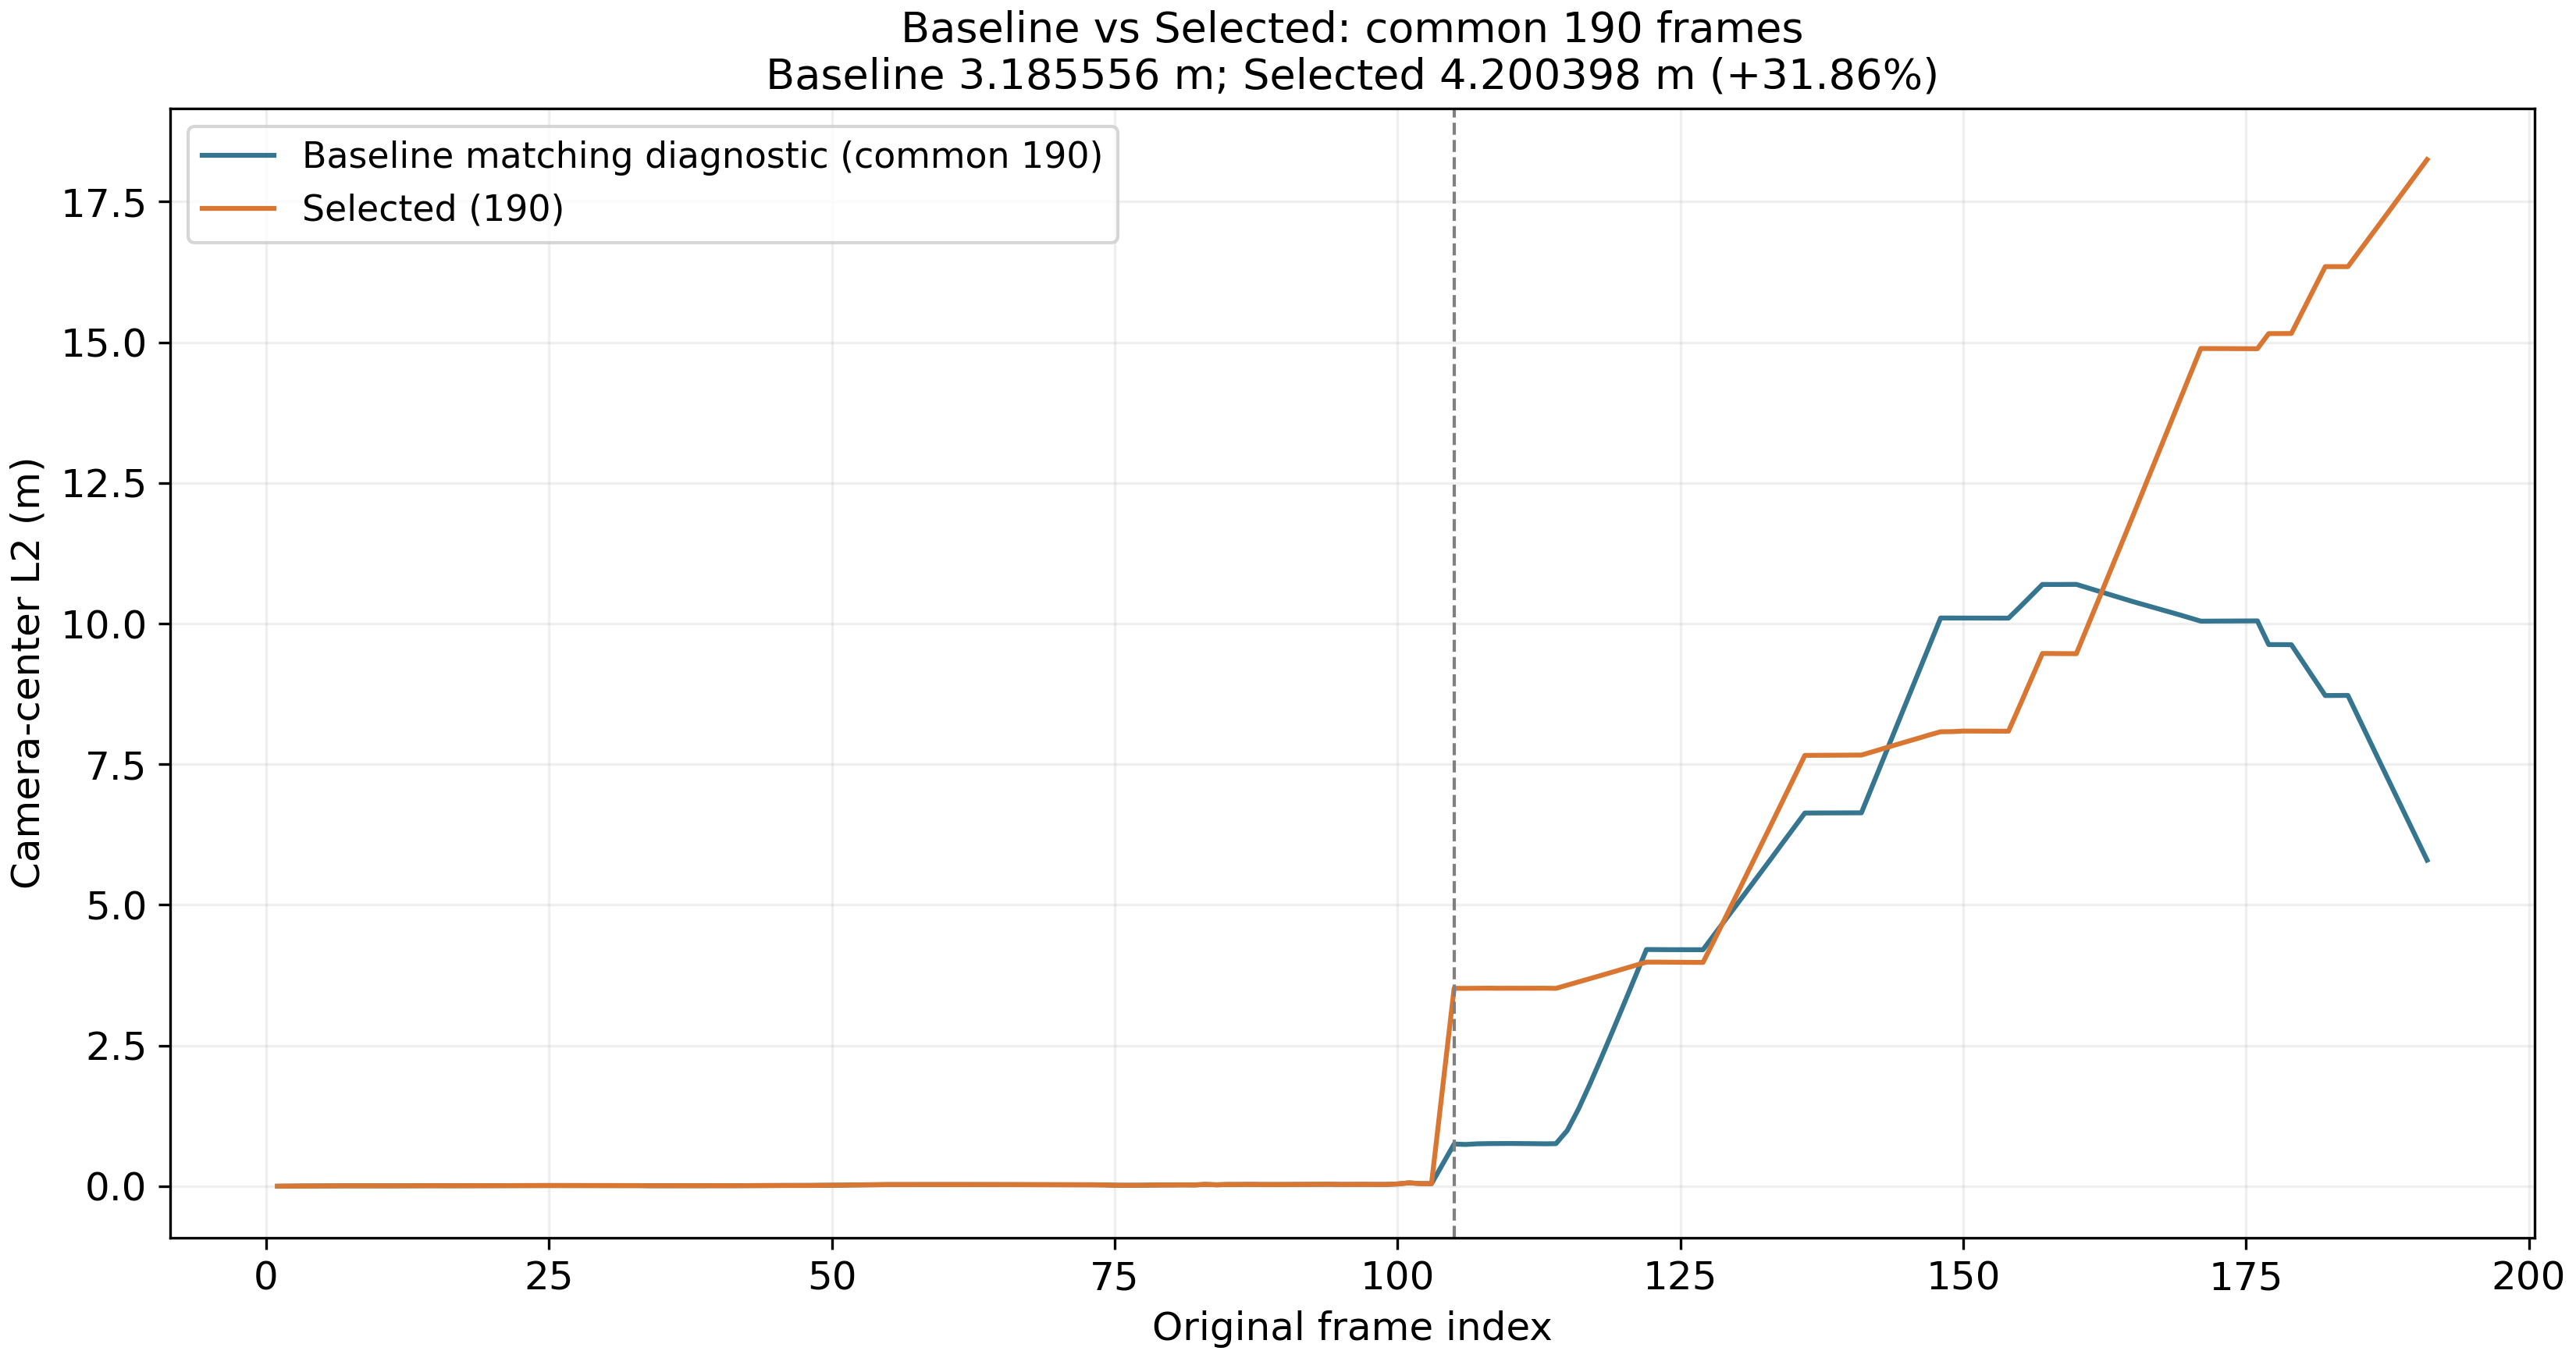 Baseline vs Selected: common 190 frames
Baseline 3.185556 m; Selected 4.200398 m (+31.86%)
Baseline matching diagnostic (common 190)
Selected (190)
Camera-center L2 (m)
17.5
15.0
12.5
10.0
7.5
5.0
2.5
0.0
0 25 50 75 100 125 150 175 200
Original frame index